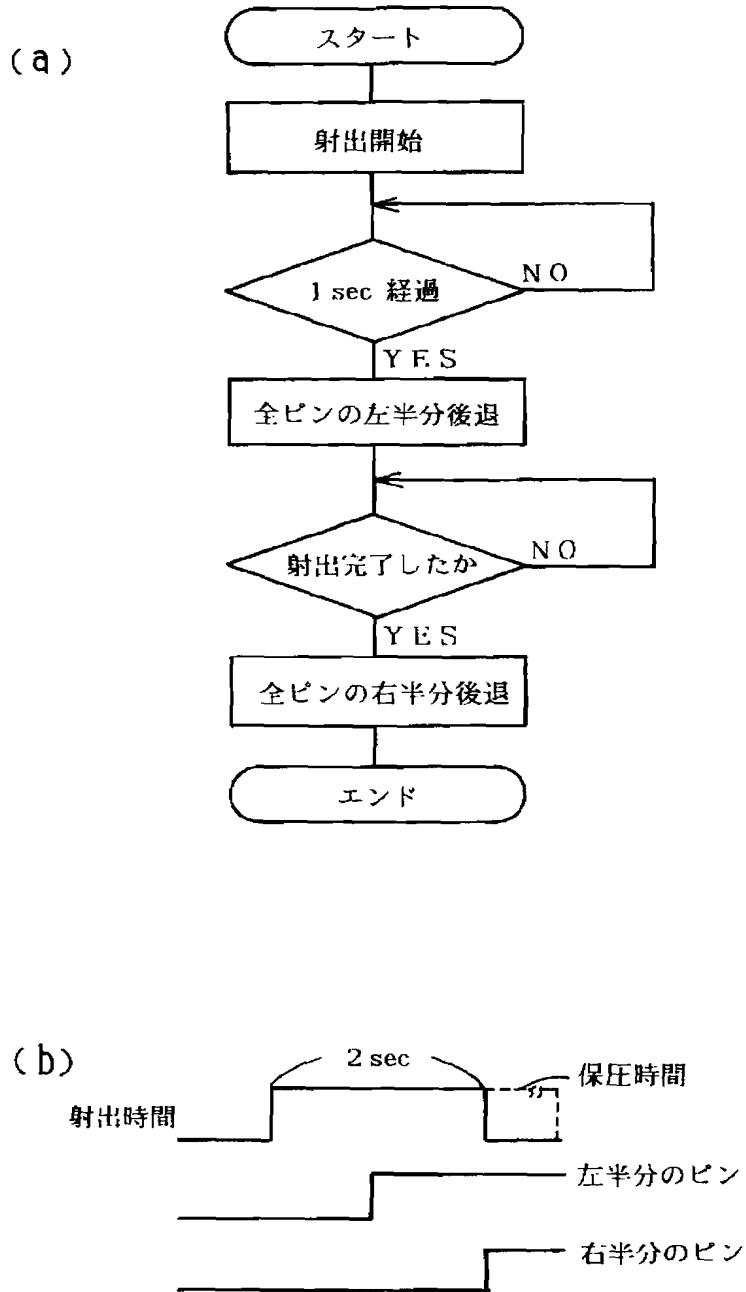 (a)
スタート
射出開始
1 sec 経過
NO
YES
全ピンの左半分後退
射出完了したか
NO
YES
全ピンの右半分後退
エンド
(b)
2 sec
保圧時間
射出時間
左半分のピン
右半分のピン